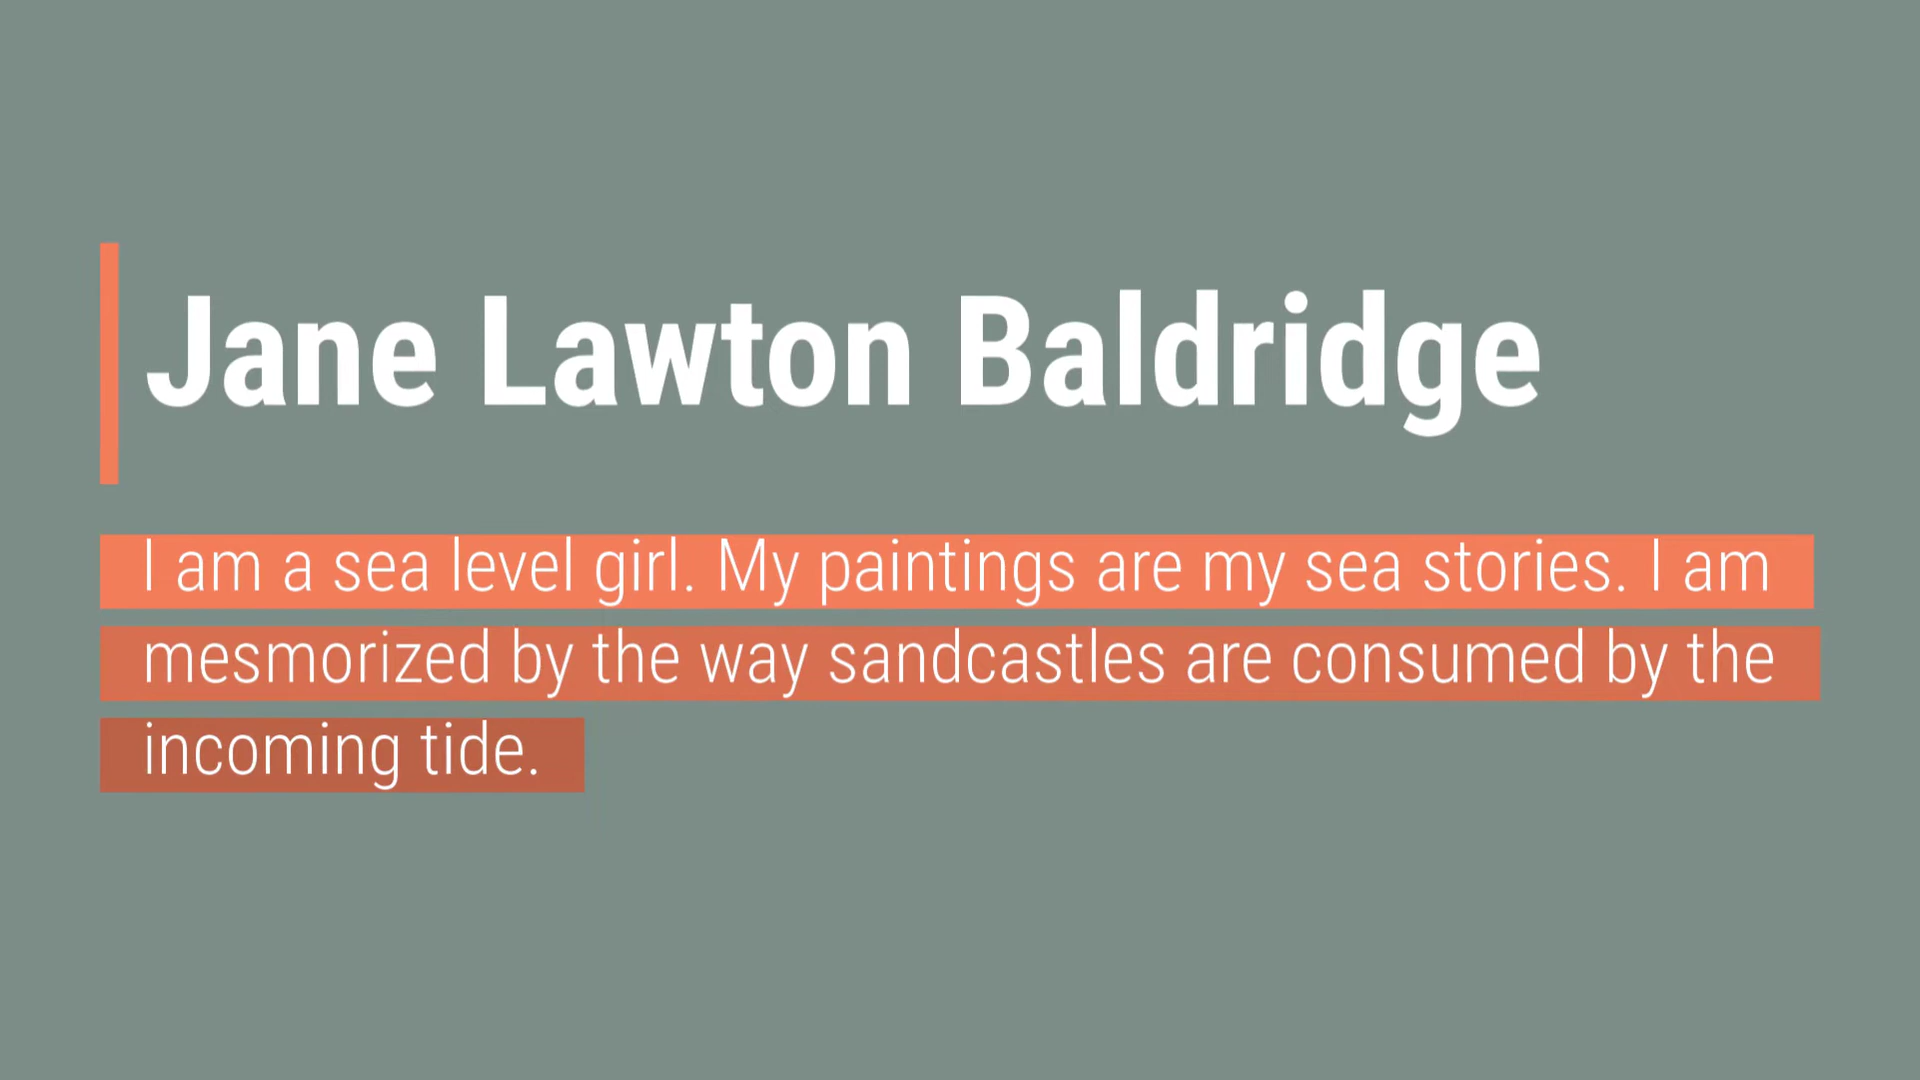 Jane Lawton Baldridge
I am a sea level girl. My paintings are my sea stories. I am
mesmorized by the way sandcastles are consumed by the
incoming tide.